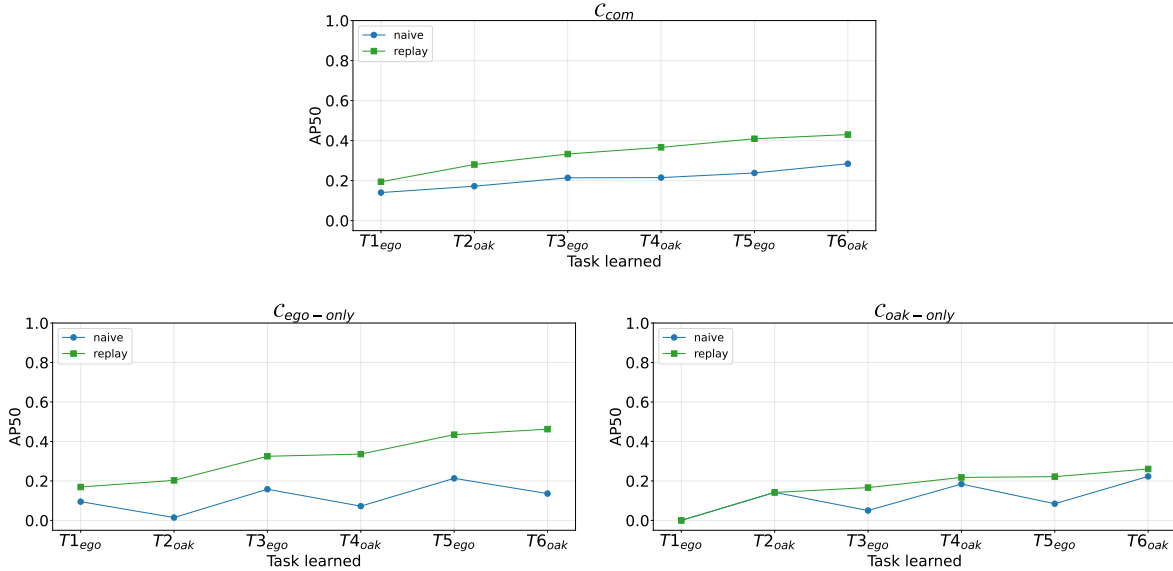 C_com
1.0
naive
replay
0.8
0.6
AP50
0.4
0.2
0.0
T1_ego T2_oak T3_ego T4_oak T5_ego T6_oak
Task learned
C_ego-only
1.0
naive
replay
0.8
0.6
AP50
0.4
0.2
0.0
T1_ego T2_oak T3_ego T4_oak T5_ego T6_oak
Task learned
C_oak-only
1.0
naive
replay
0.8
0.6
AP50
0.4
0.2
0.0
T1_ego T2_oak T3_ego T4_oak T5_ego T6_oak
Task learned